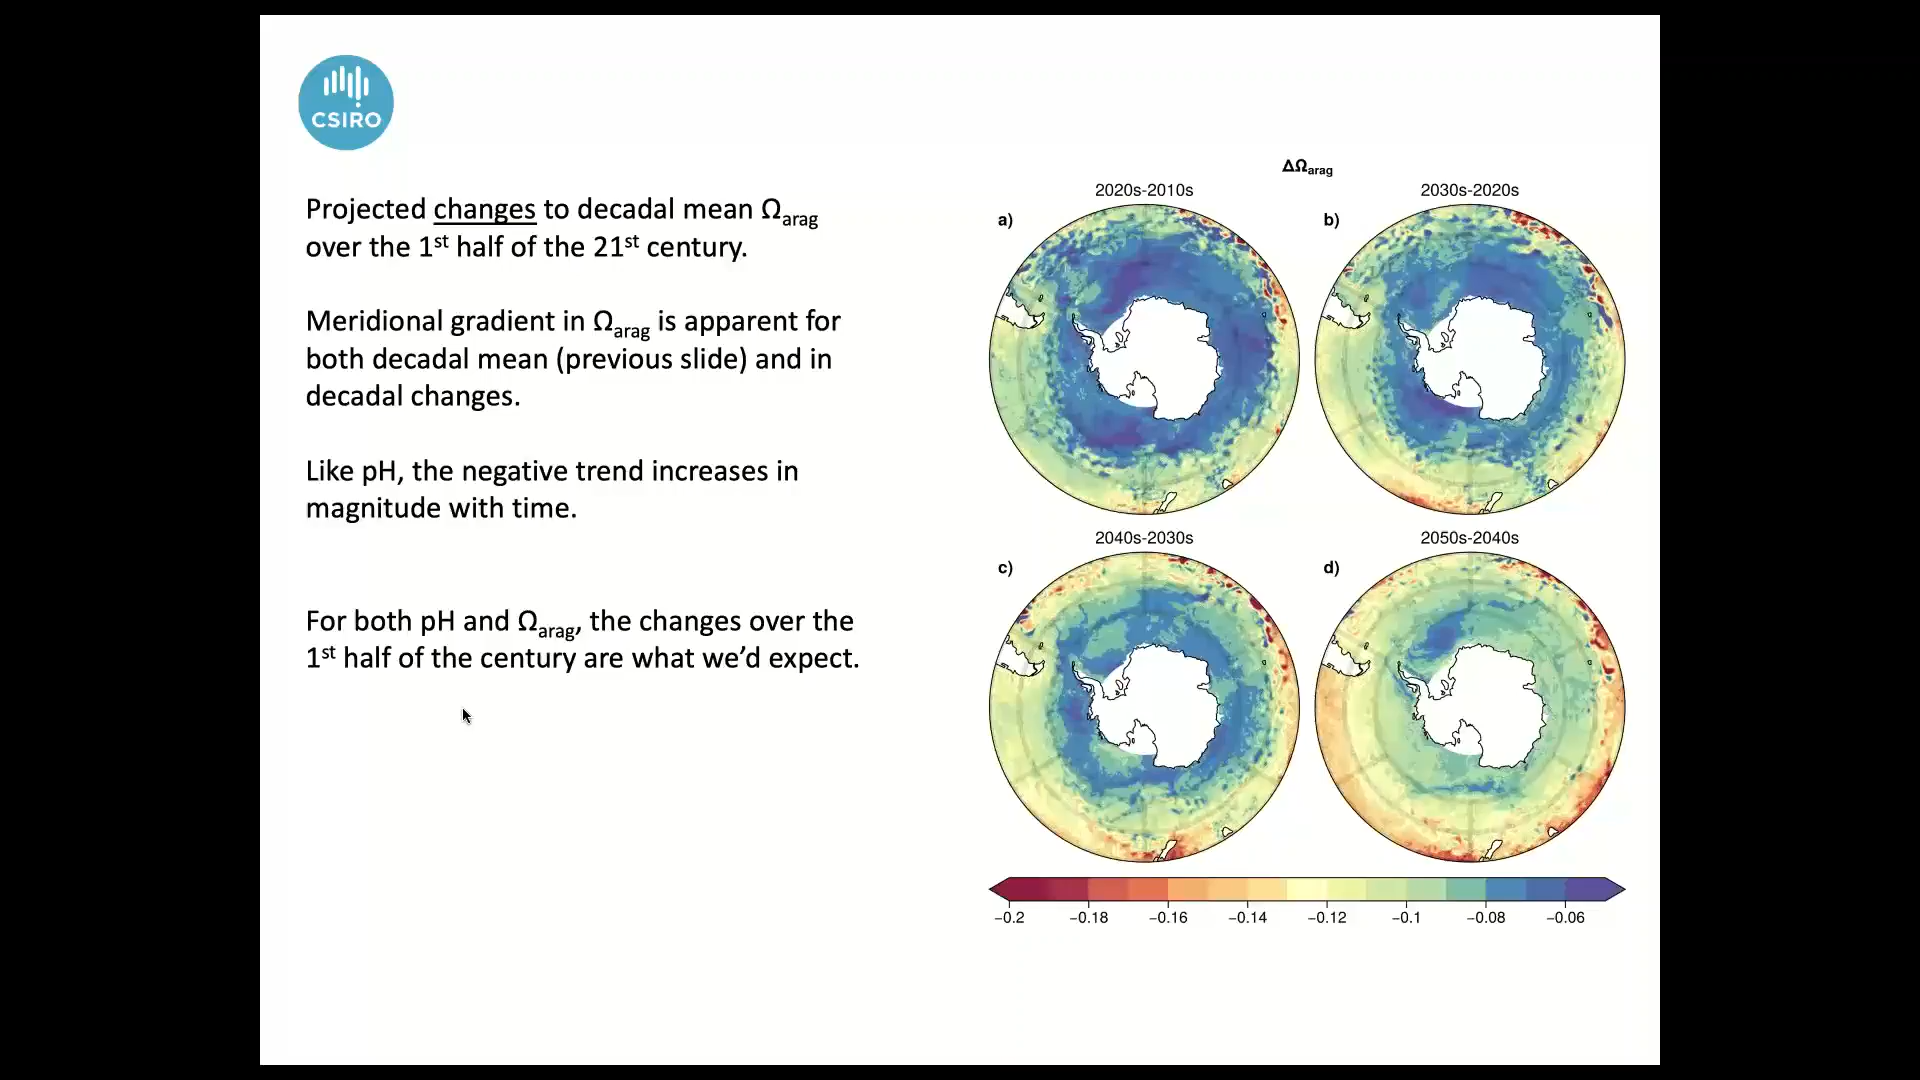 CSIRO
Projected changes to decadal mean Ωarag
over the 1st half of the 21st century.
Meridional gradient in Ωarag is apparent for
both decadal mean (previous slide) and in
decadal changes.
Like pH, the negative trend increases in
magnitude with time.
For both pH and Ωarag, the changes over the
1st half of the century are what we’d expect.
ΔΩarag
2020s-2010s
2030s-2020s
a)
b)
2040s-2030s
2050s-2040s
c)
d)
−0.2 −0.18 −0.16 −0.14 −0.12 −0.1 −0.08 −0.06